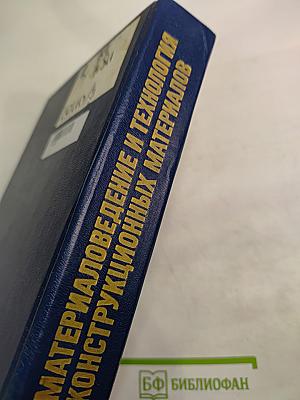 МАТЕРИАЛОВЕДЕНИЕ И ТЕХНОЛОГИЯ
КОНСТРУКЦИОННЫХ МАТЕРИАЛОВ
БФ БИБЛИОФАН